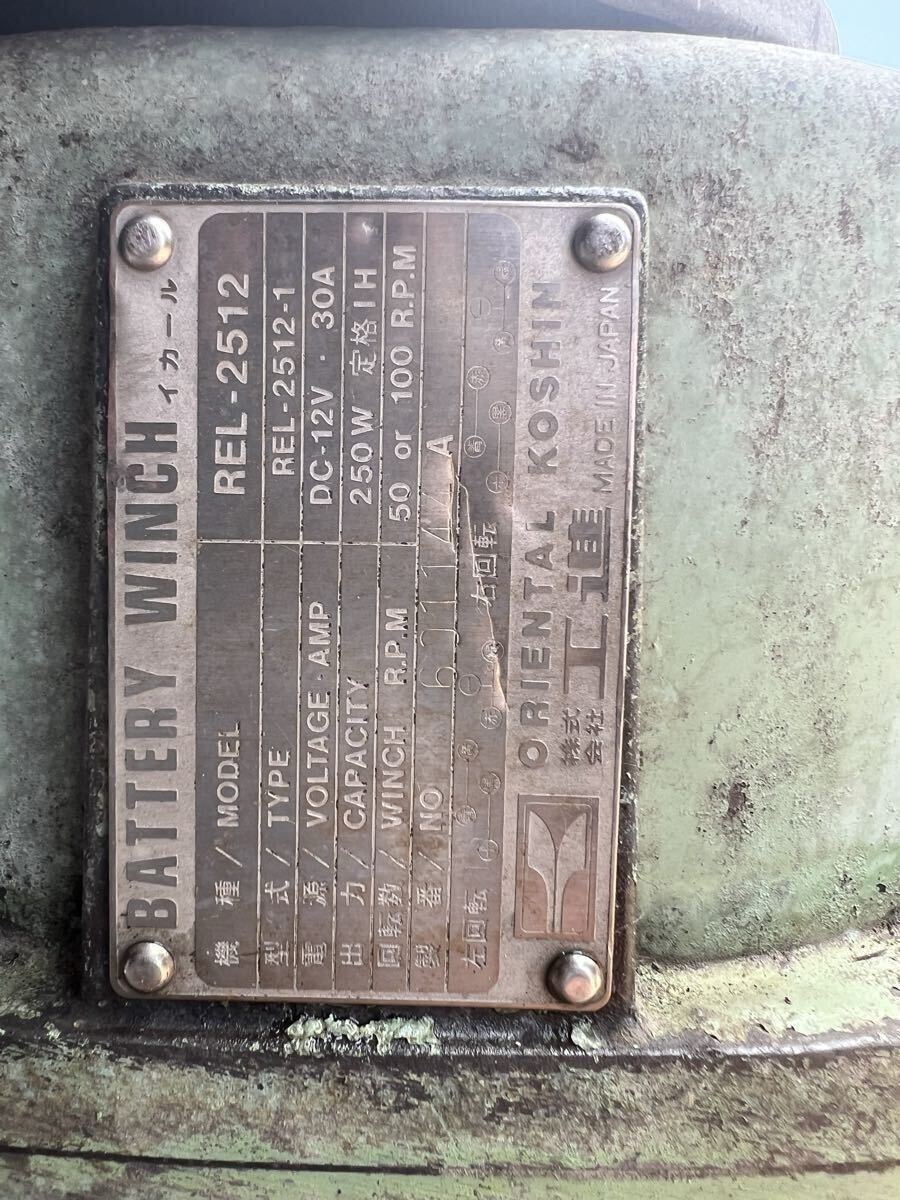 BATTERY WINCH イカール
機種/MODEL REL-2512
型式/TYPE REL-2512-1
電源/VOLTAGE・AMP DC-12V・30A
出力/CAPACITY 250W 定格1H
回転数/WINCH R.P.M 50 or 100 R.P.M
製番/NO 63144 A
左回転 右回転
ORIENTAL KOSHIN
株式会社 工進 MADE IN JAPAN